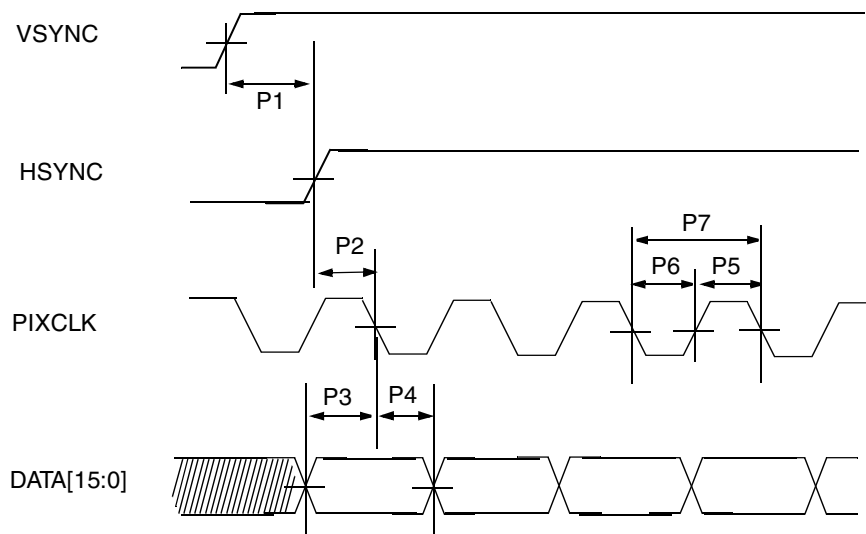 VSYNC
P1
HSYNC
P7
P2
P6
P5
PIXCLK
P3
P4
DATA[15:0]